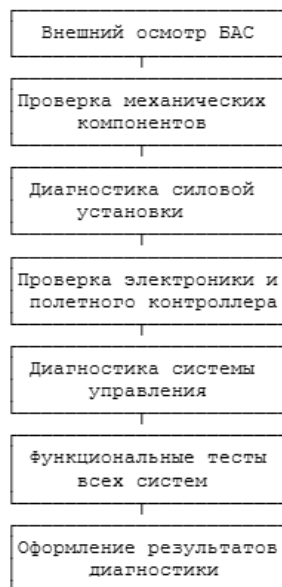 Внешний осмотр БАС
Проверка механических
компонентов
Диагностика силовой
установки
Проверка электроники и
полетного контроллера
Диагностика системы
управления
Функциональные тесты
всех систем
Оформление результатов
диагностики